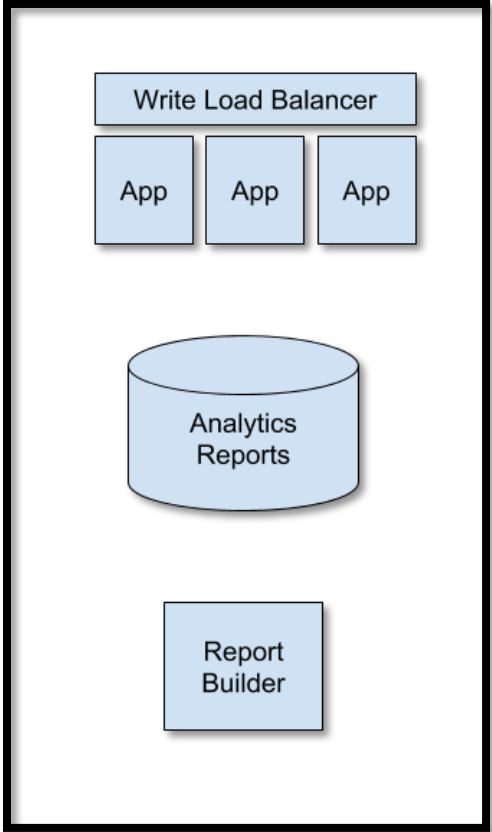 Write Load Balancer
App App App
Analytics
Reports
Report
Builder